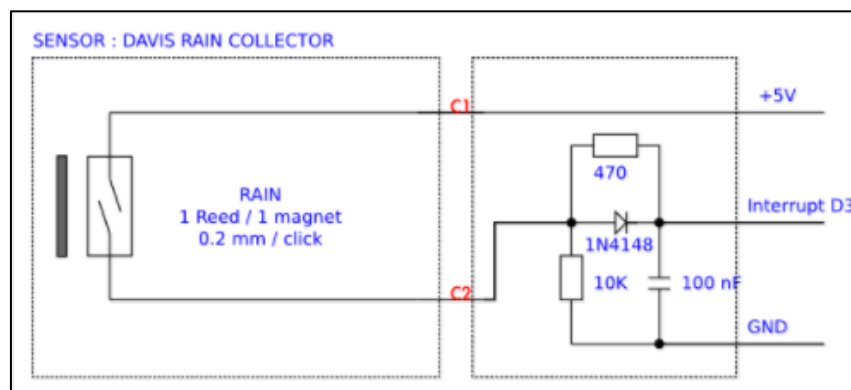 SENSOR : DAVIS RAIN COLLECTOR
C1
+5V
470
RAIN
1 Reed / 1 magnet
0.2 mm / click
Interrupt D3
1N4148
C2
10K
100 nF
GND